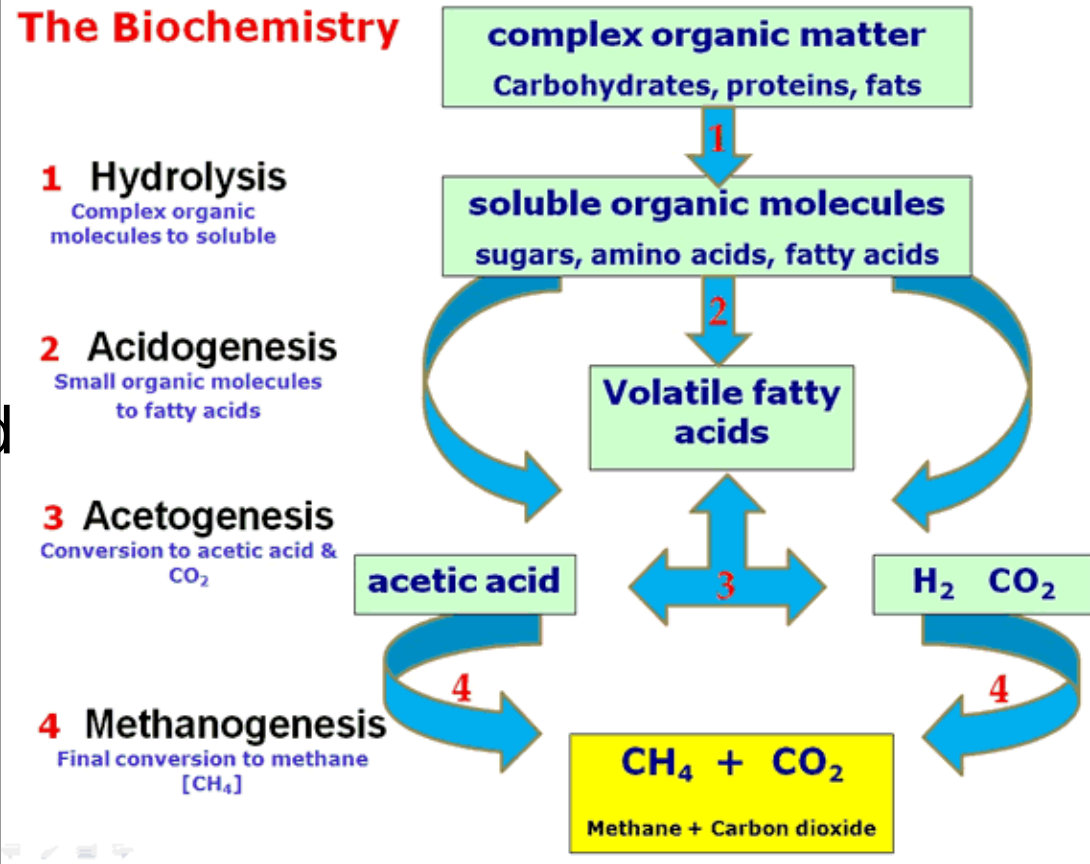 The Biochemistry
complex organic matter
Carbohydrates, proteins, fats
1
1 Hydrolysis
Complex organic
molecules to soluble
soluble organic molecules
sugars, amino acids, fatty acids
2
2 Acidogenesis
Small organic molecules
to fatty acids
d
Volatile fatty
acids
3 Acetogenesis
Conversion to acetic acid &
CO₂
acetic acid
3
H₂ CO₂
4
4
4 Methanogenesis
Final conversion to methane
[CH₄]
CH₄ + CO₂
Methane + Carbon dioxide